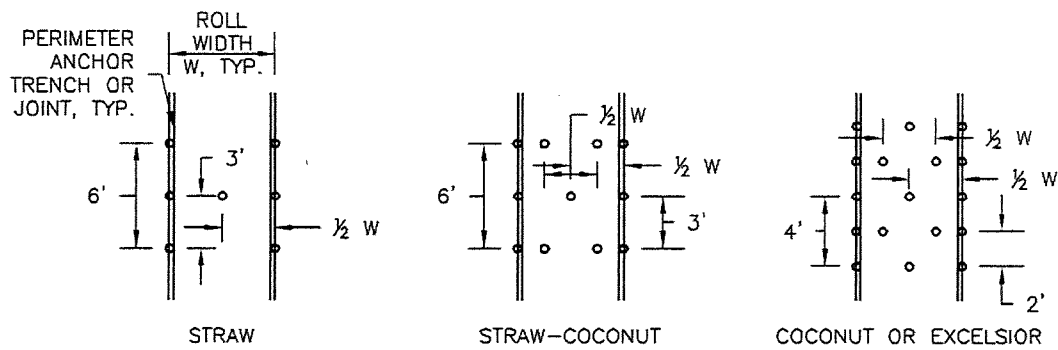 PERIMETER
ANCHOR
TRENCH OR
JOINT, TYP.
ROLL
WIDTH
W, TYP.
6'
3'
½ W
STRAW
½ W
½ W
6'
3'
STRAW-COCONUT
½ W
½ W
4'
2'
COCONUT OR EXCELSIOR